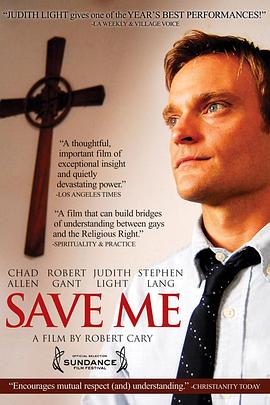 "JUDITH LIGHT gives one of the YEAR'S BEST PERFORMANCES!"
-LA WEEKLY & VILLAGE VOICE
"A thoughtful,
important film of
exceptional insight
and quietly
devastating power."
-LOS ANGELES TIMES
"A film that can build bridges
of understanding between gays
and the Religious Right."
-SPIRITUALITY & PRACTICE
CHAD ROBERT JUDITH STEPHEN
ALLEN GANT LIGHT LANG
SAVE ME
A FILM BY ROBERT CARY
OFFICIAL SELECTION
SUNDANCE
FILM FESTIVAL
"Encourages mutual respect (and) understanding." -CHRISTIANITY TODAY